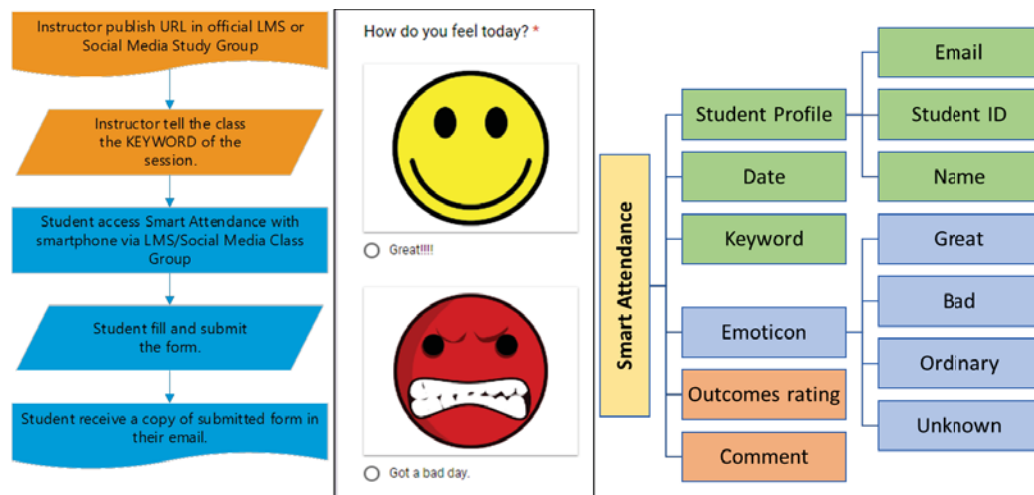 Instructor publish URL in official LMS or
Social Media Study Group
Instructor tell the class
the KEYWORD of the
session.
Student access Smart Attendance with
smartphone via LMS/Social Media Class
Group
Student fill and submit
the form.
Student receive a copy of submitted form in
their email.
How do you feel today? *
Great!!!!
Got a bad day.
Smart Attendance
Student Profile
Date
Keyword
Emoticon
Outcomes rating
Comment
Email
Student ID
Name
Great
Bad
Ordinary
Unknown